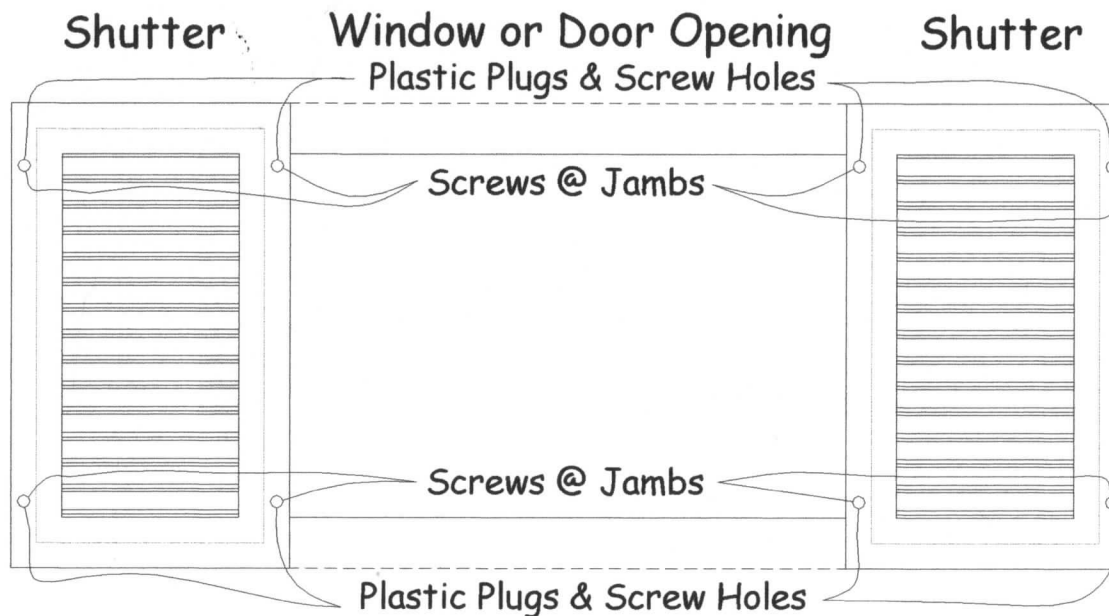 Shutter Window or Door Opening Shutter
Plastic Plugs & Screw Holes
Screws @ Jambs
Screws @ Jambs
Plastic Plugs & Screw Holes